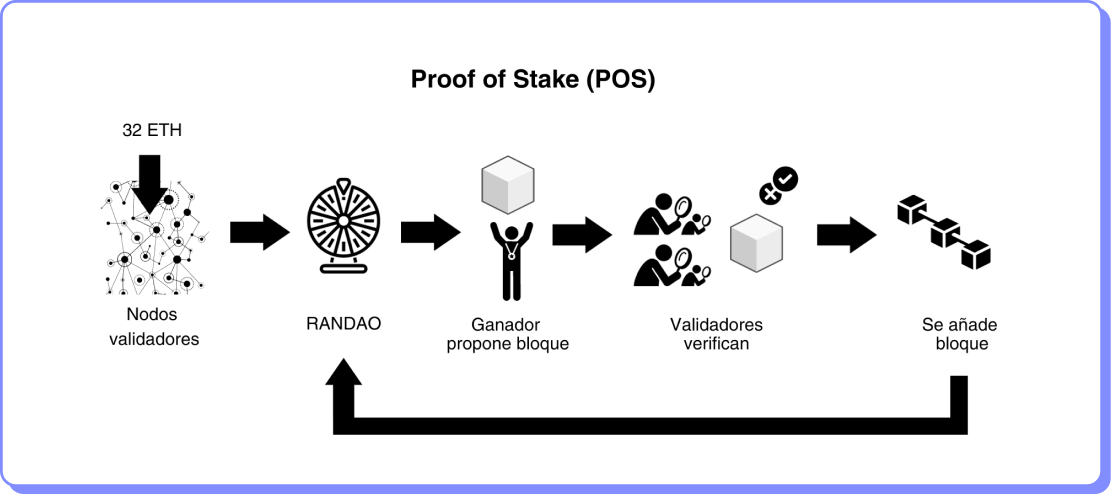 Proof of Stake (POS)
32 ETH
Nodos
validadores
RANDAO
Ganador
propone bloque
Validadores
verifican
Se añade
bloque